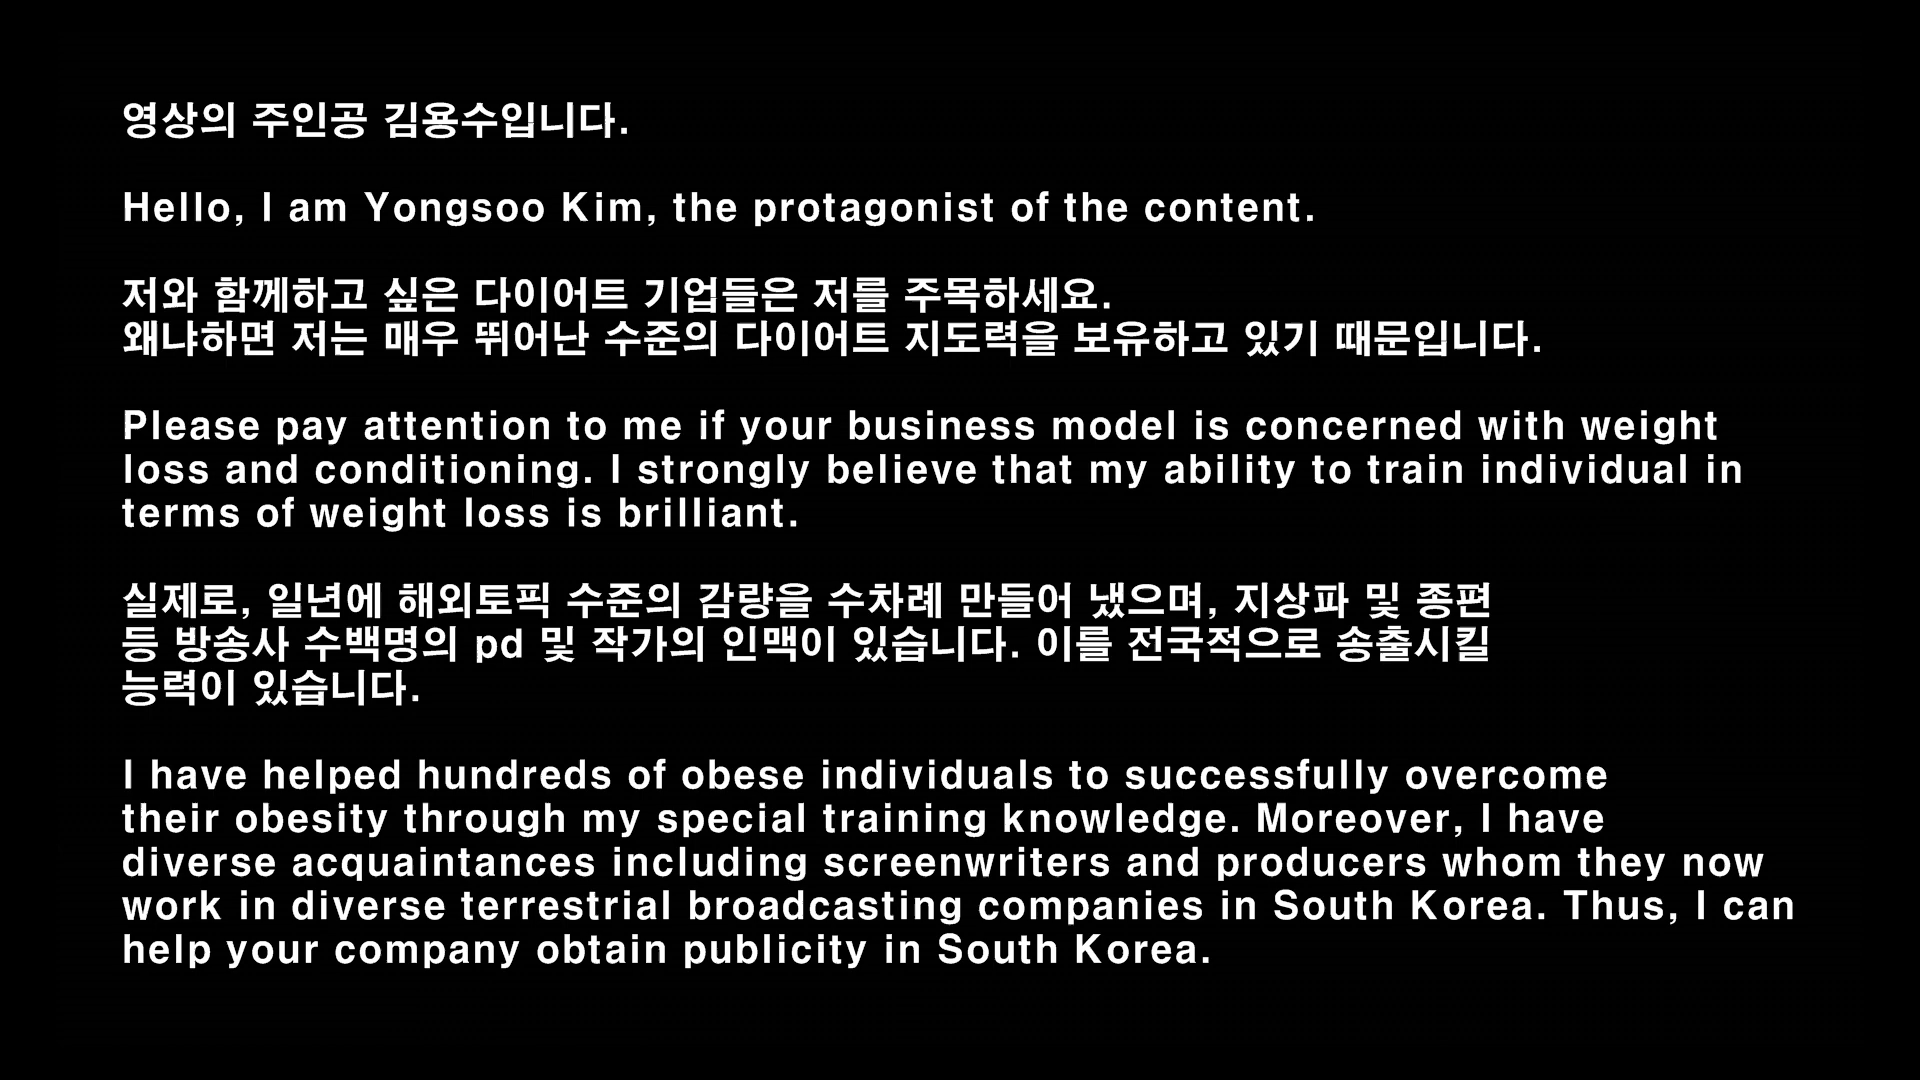 영상의 주인공 김용수입니다.
Hello, I am Yongsoo Kim, the protagonist of the content.
저와 함께하고 싶은 다이어트 기업들은 저를 주목하세요.
왜냐하면 저는 매우 뛰어난 수준의 다이어트 지도력을 보유하고 있기 때문입니다.
Please pay attention to me if your business model is concerned with weight
loss and conditioning. I strongly believe that my ability to train individual in
terms of weight loss is brilliant.
실제로, 일년에 해외토픽 수준의 감량을 수차례 만들어 냈으며, 지상파 및 종편
등 방송사 수백명의 pd 및 작가의 인맥이 있습니다. 이를 전국적으로 송출시킬
능력이 있습니다.
I have helped hundreds of obese individuals to successfully overcome
their obesity through my special training knowledge. Moreover, I have
diverse acquaintances including screenwriters and producers whom they now
work in diverse terrestrial broadcasting companies in South Korea. Thus, I can
help your company obtain publicity in South Korea.